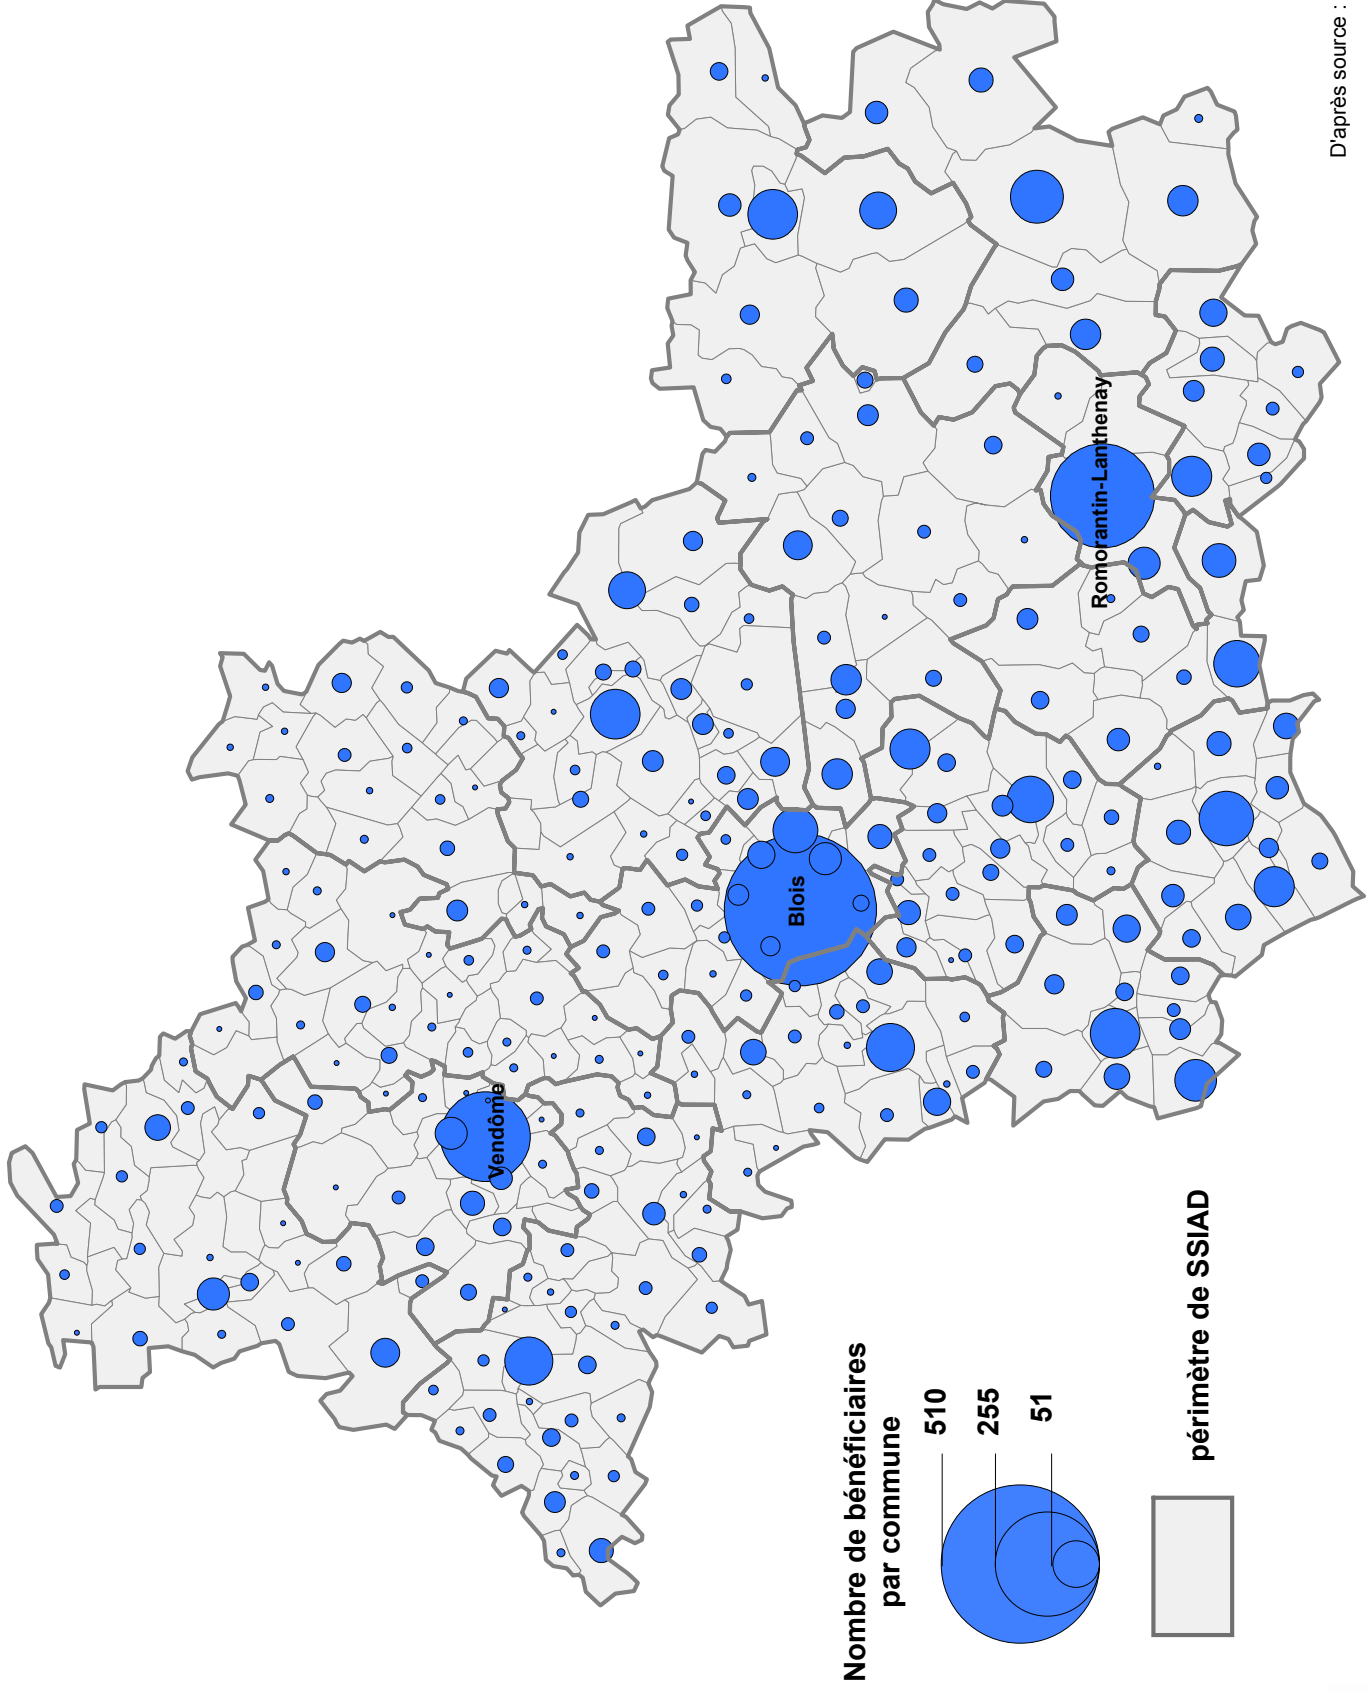 Vendôme
Blois
Romorantin-Lanthenay
Nombre de bénéficiaires
par commune
510
255
51
périmètre de SSIAD
D'après source :